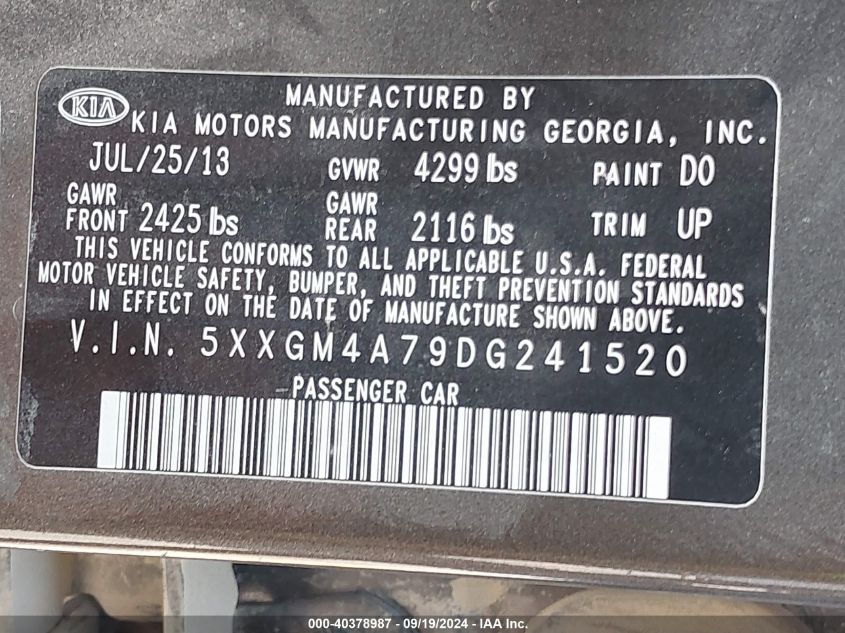 MANUFACTURED BY
KIA KIA MOTORS MANUFACTURING GEORGIA, INC.
JUL/25/13 GVWR 4299 lbs PAINT DO
GAWR FRONT 2425 lbs GAWR REAR 2116 lbs TRIM UP
THIS VEHICLE CONFORMS TO ALL APPLICABLE U.S.A. FEDERAL
MOTOR VEHICLE SAFETY, BUMPER, AND THEFT PREVENTION STANDARDS
IN EFFECT ON THE DATE OF MANUFACTURE SHOWN ABOVE.
V.I.N. 5XXGM4A79DG241520
PASSENGER CAR
000-40378987 - 09/19/2024 - IAA Inc.